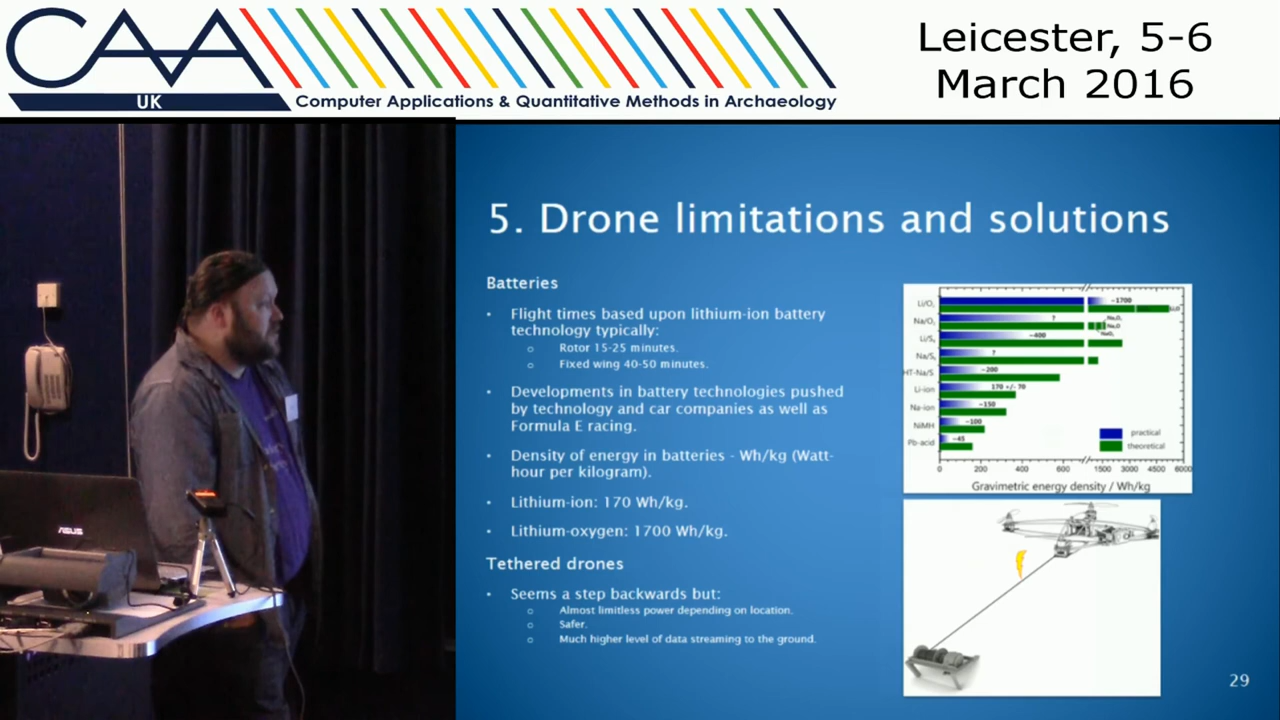 CAA
UK
Computer Applications & Quantitative Methods in Archaeology
Leicester, 5-6
March 2016
5. Drone limitations and solutions
Batteries
• Flight times based upon lithium-ion battery
technology typically:
o Rotor 15-25 minutes.
o Fixed wing 40-50 minutes.
• Developments in battery technologies pushed
by technology and car companies as well as
Formula E racing.
• Density of energy in batteries - Wh/kg (Watt-
hour per kilogram).
• Lithium-ion: 170 Wh/kg.
• Lithium-oxygen: 1700 Wh/kg.
Tethered drones
• Seems a step backwards but:
o Almost limitless power depending on location.
o Safer.
o Much higher level of data streaming to the ground.
Li/O₂ ~1700
Na/O₂ ?
Li/S₈ ~400
Na/S₈ ?
HT-Na/S ~200
Li-ion 170 +/- 70
Na-ion ~150
NiMH ~100
Pb-acid ~45
practical
theoretical
0 200 400 600 1500 3000 4500 6000
Gravimetric energy density / Wh/kg
29
ASUS